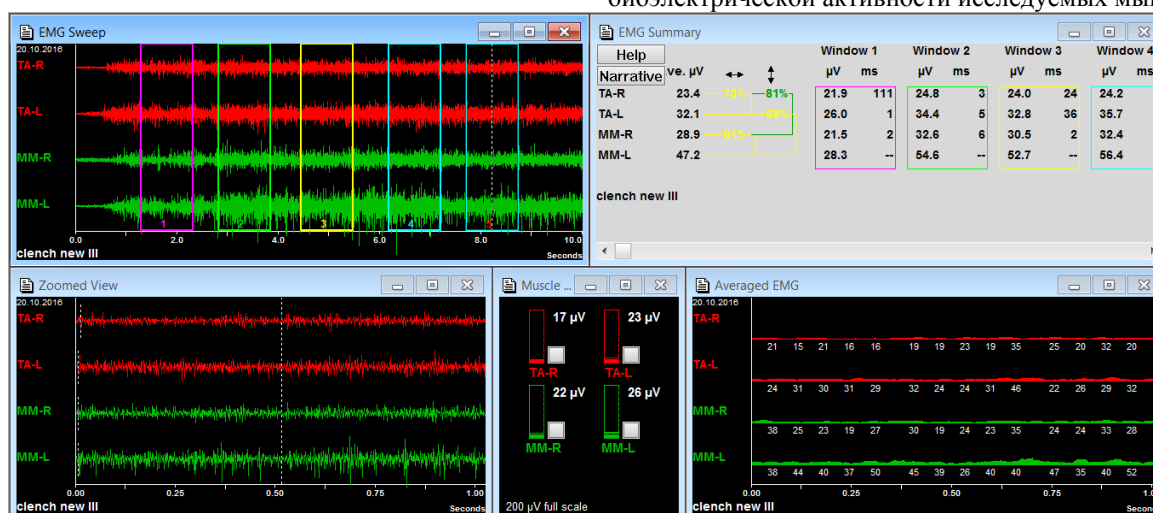 биоэлектрической активности исследуемых мы
EMG Sweep
20.10.2016
TA-R
TA-L
MM-R
MM-L
1 2 3 4 5
0.0 2.0 4.0 6.0 8.0 10.0
clench new III Seconds
EMG Summary
Help
Narrative
Window 1 Window 2 Window 3 Window 4
ve. µV ↔ ↕ µV ms µV ms µV ms µV ms
TA-R 23.4 73% 81% 21.9 111 24.8 3 24.0 24 24.2
TA-L 32.1 68% 26.0 1 34.4 5 32.8 36 35.7
MM-R 28.9 61% 21.5 2 32.6 6 30.5 2 32.4
MM-L 47.2 28.3 -- 54.6 -- 52.7 -- 56.4
clench new III
Zoomed View
20.10.2016
TA-R
TA-L
MM-R
MM-L
0.00 0.25 0.50 0.75 1.00
clench new III Seconds
Muscle ...
17 µV 23 µV
TA-R TA-L
22 µV 26 µV
MM-R MM-L
200 µV full scale
Averaged EMG
20.10.2016
TA-R
21 15 21 16 16 19 19 23 19 35 25 20 32 20
TA-L
24 31 30 31 29 32 24 24 31 46 22 26 29 32
MM-R
38 25 23 19 27 30 19 24 23 35 24 24 33 28
MM-L
38 44 40 37 50 45 39 26 40 40 47 35 40 52
0.00 0.25 0.50 0.75 1.0
clench new III Secon